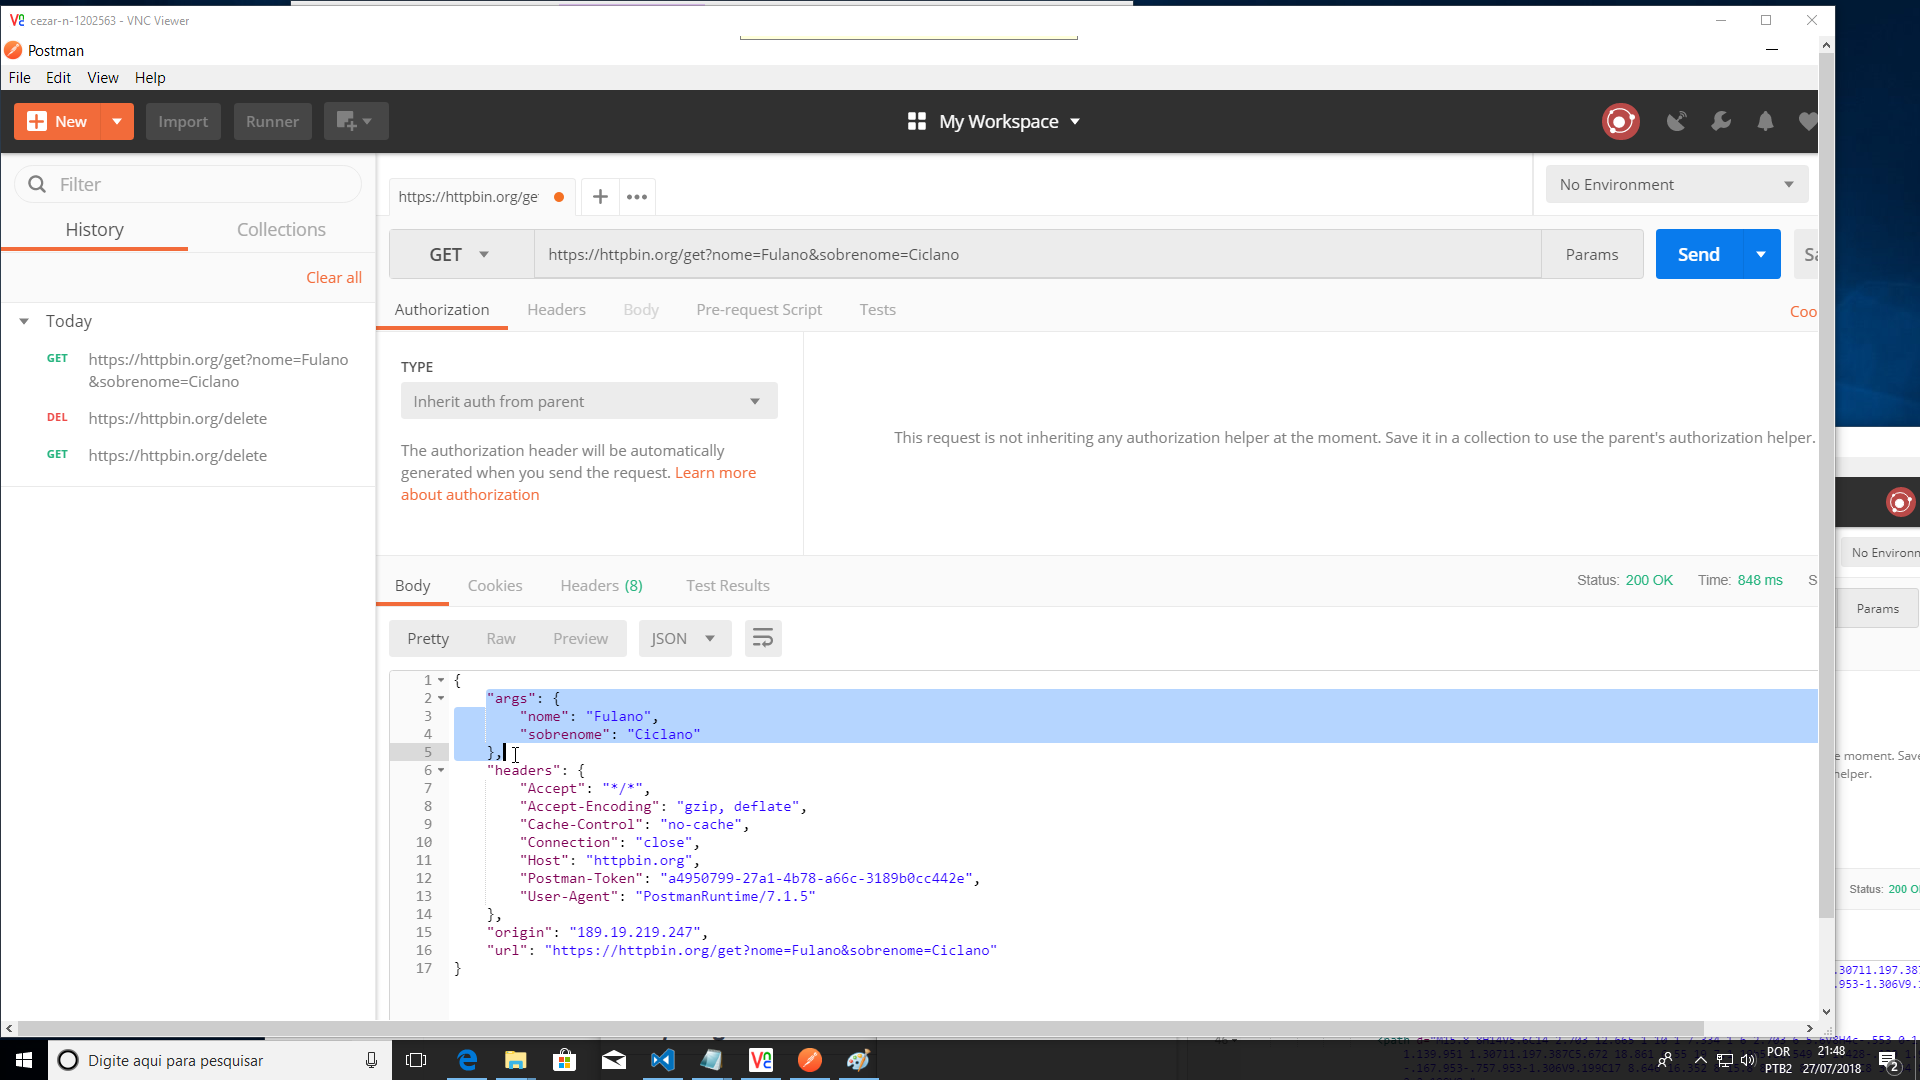 cezar-n-1202563 - VNC Viewer
Postman
File Edit View Help
New Import Runner My Workspace
Filter
History Collections
Clear all
Today
GET https://httpbin.org/get?nome=Fulano
&sobrenome=Ciclano
DEL https://httpbin.org/delete
GET https://httpbin.org/delete
https://httpbin.org/ge
No Environment
GET https://httpbin.org/get?nome=Fulano&sobrenome=Ciclano Params Send Sa
Authorization Headers Body Pre-request Script Tests Coo
TYPE
Inherit auth from parent
The authorization header will be automatically
generated when you send the request. Learn more
about authorization
This request is not inheriting any authorization helper at the moment. Save it in a collection to use the parent's authorization helper.
Body Cookies Headers (8) Test Results Status: 200 OK Time: 848 ms S
Pretty Raw Preview JSON
1 {
2 "args": {
3 "nome": "Fulano",
4 "sobrenome": "Ciclano"
5 },
6 "headers": {
7 "Accept": "*/*",
8 "Accept-Encoding": "gzip, deflate",
9 "Cache-Control": "no-cache",
10 "Connection": "close",
11 "Host": "httpbin.org",
12 "Postman-Token": "a4950799-27a1-4b78-a66c-3189b0cc442e",
13 "User-Agent": "PostmanRuntime/7.1.5"
14 },
15 "origin": "189.19.219.247",
16 "url": "https://httpbin.org/get?nome=Fulano&sobrenome=Ciclano"
17 }
No Environn
Params
e moment. Save
helper.
Status: 200 O
.30711.197.387
.953-1.306V9.1
Digite aqui para pesquisar
POR
PTB2
21:48
27/07/2018
2